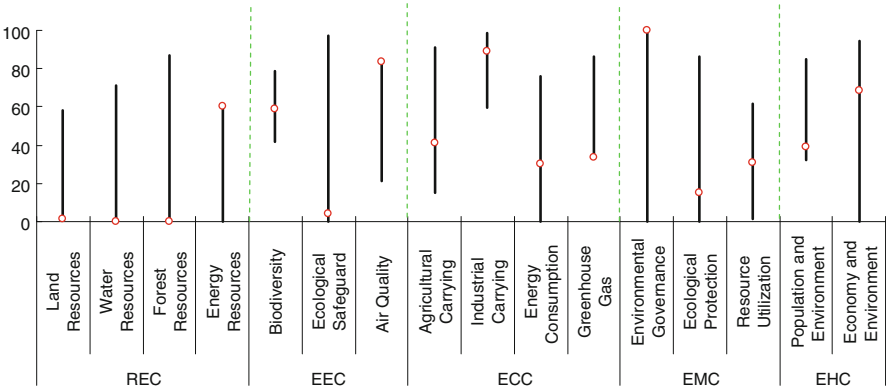 100
80
60
40
20
0
Land
Resources
Water
Resources
Forest
Resources
Energy
Resources
Biodiversity
Ecological
Safeguard
Air Quality
Agricultural
Carrying
Industrial
Carrying
Energy
Consumption
Greenhouse
Gas
Environmental
Governance
Ecological
Protection
Resource
Utilization
Population and
Environment
Economy and
Environment
REC
EEC
ECC
EMC
EHC